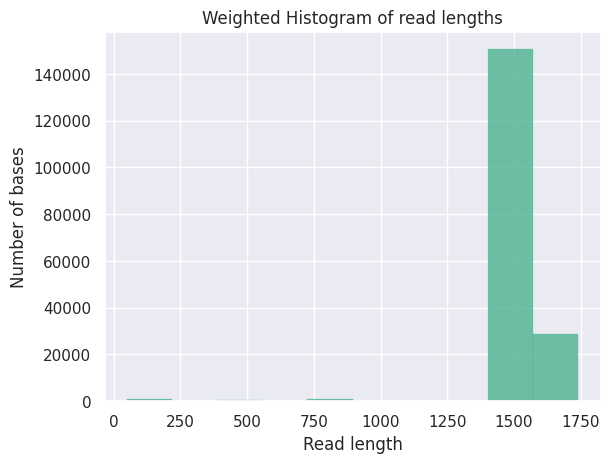 Weighted Histogram of read lengths
140000
120000
100000
80000
60000
40000
20000
0
Number of bases
0 250 500 750 1000 1250 1500 1750
Read length